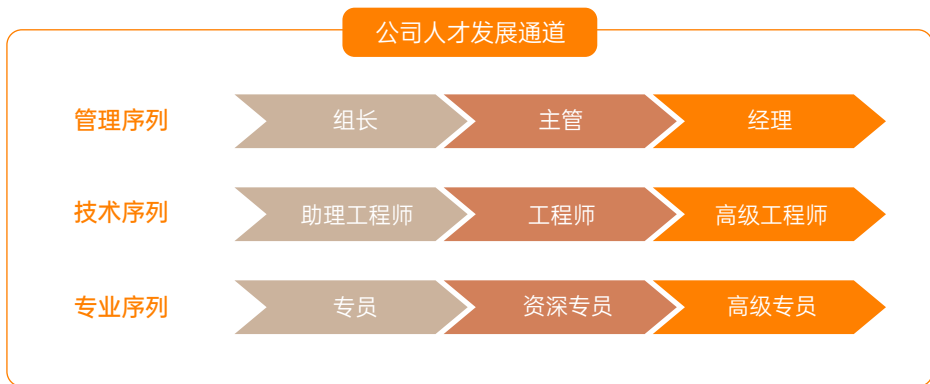 公司人才发展通道
管理序列 组长 主管 经理
技术序列 助理工程师 工程师 高级工程师
专业序列 专员 资深专员 高级专员